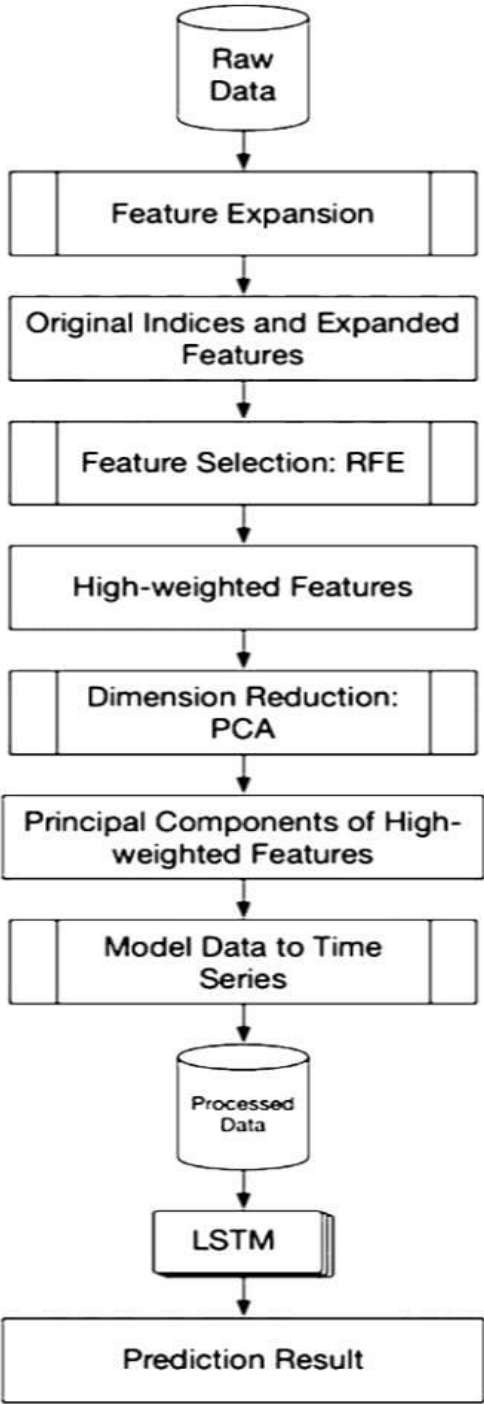 Raw
Data
Feature Expansion
Original Indices and Expanded
Features
Feature Selection: RFE
High-weighted Features
Dimension Reduction:
PCA
Principal Components of High-
weighted Features
Model Data to Time
Series
Processed
Data
LSTM
Prediction Result